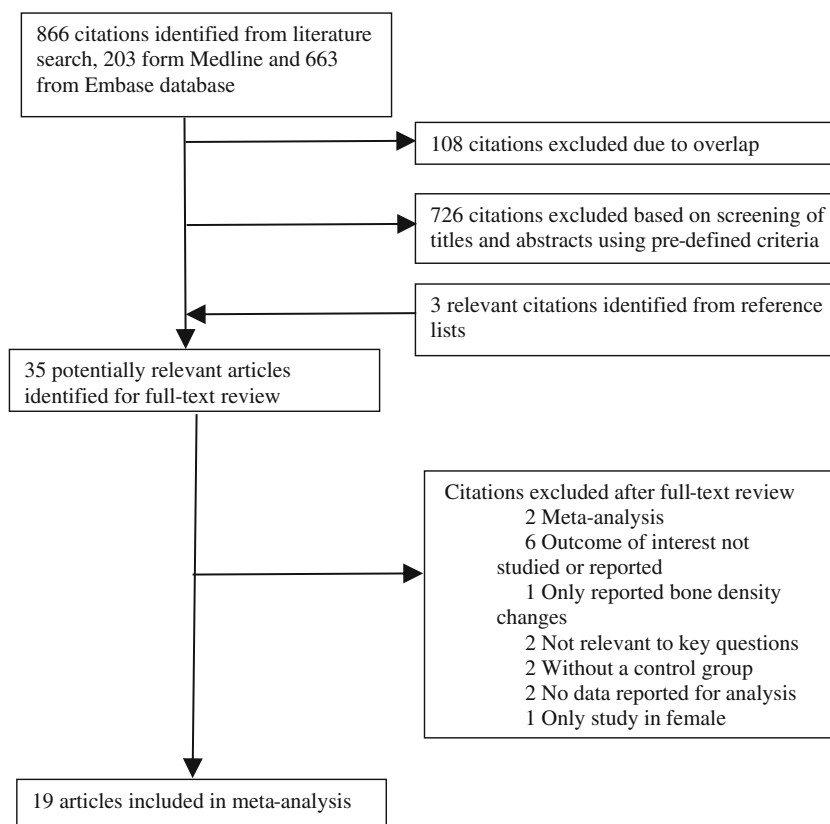 866 citations identified from literature
search, 203 form Medline and 663
from Embase database
108 citations excluded due to overlap
726 citations excluded based on screening of
titles and abstracts using pre-defined criteria
3 relevant citations identified from reference
lists
35 potentially relevant articles
identified for full-text review
Citations excluded after full-text review
2 Meta-analysis
6 Outcome of interest not
studied or reported
1 Only reported bone density
changes
2 Not relevant to key questions
2 Without a control group
2 No data reported for analysis
1 Only study in female
19 articles included in meta-analysis